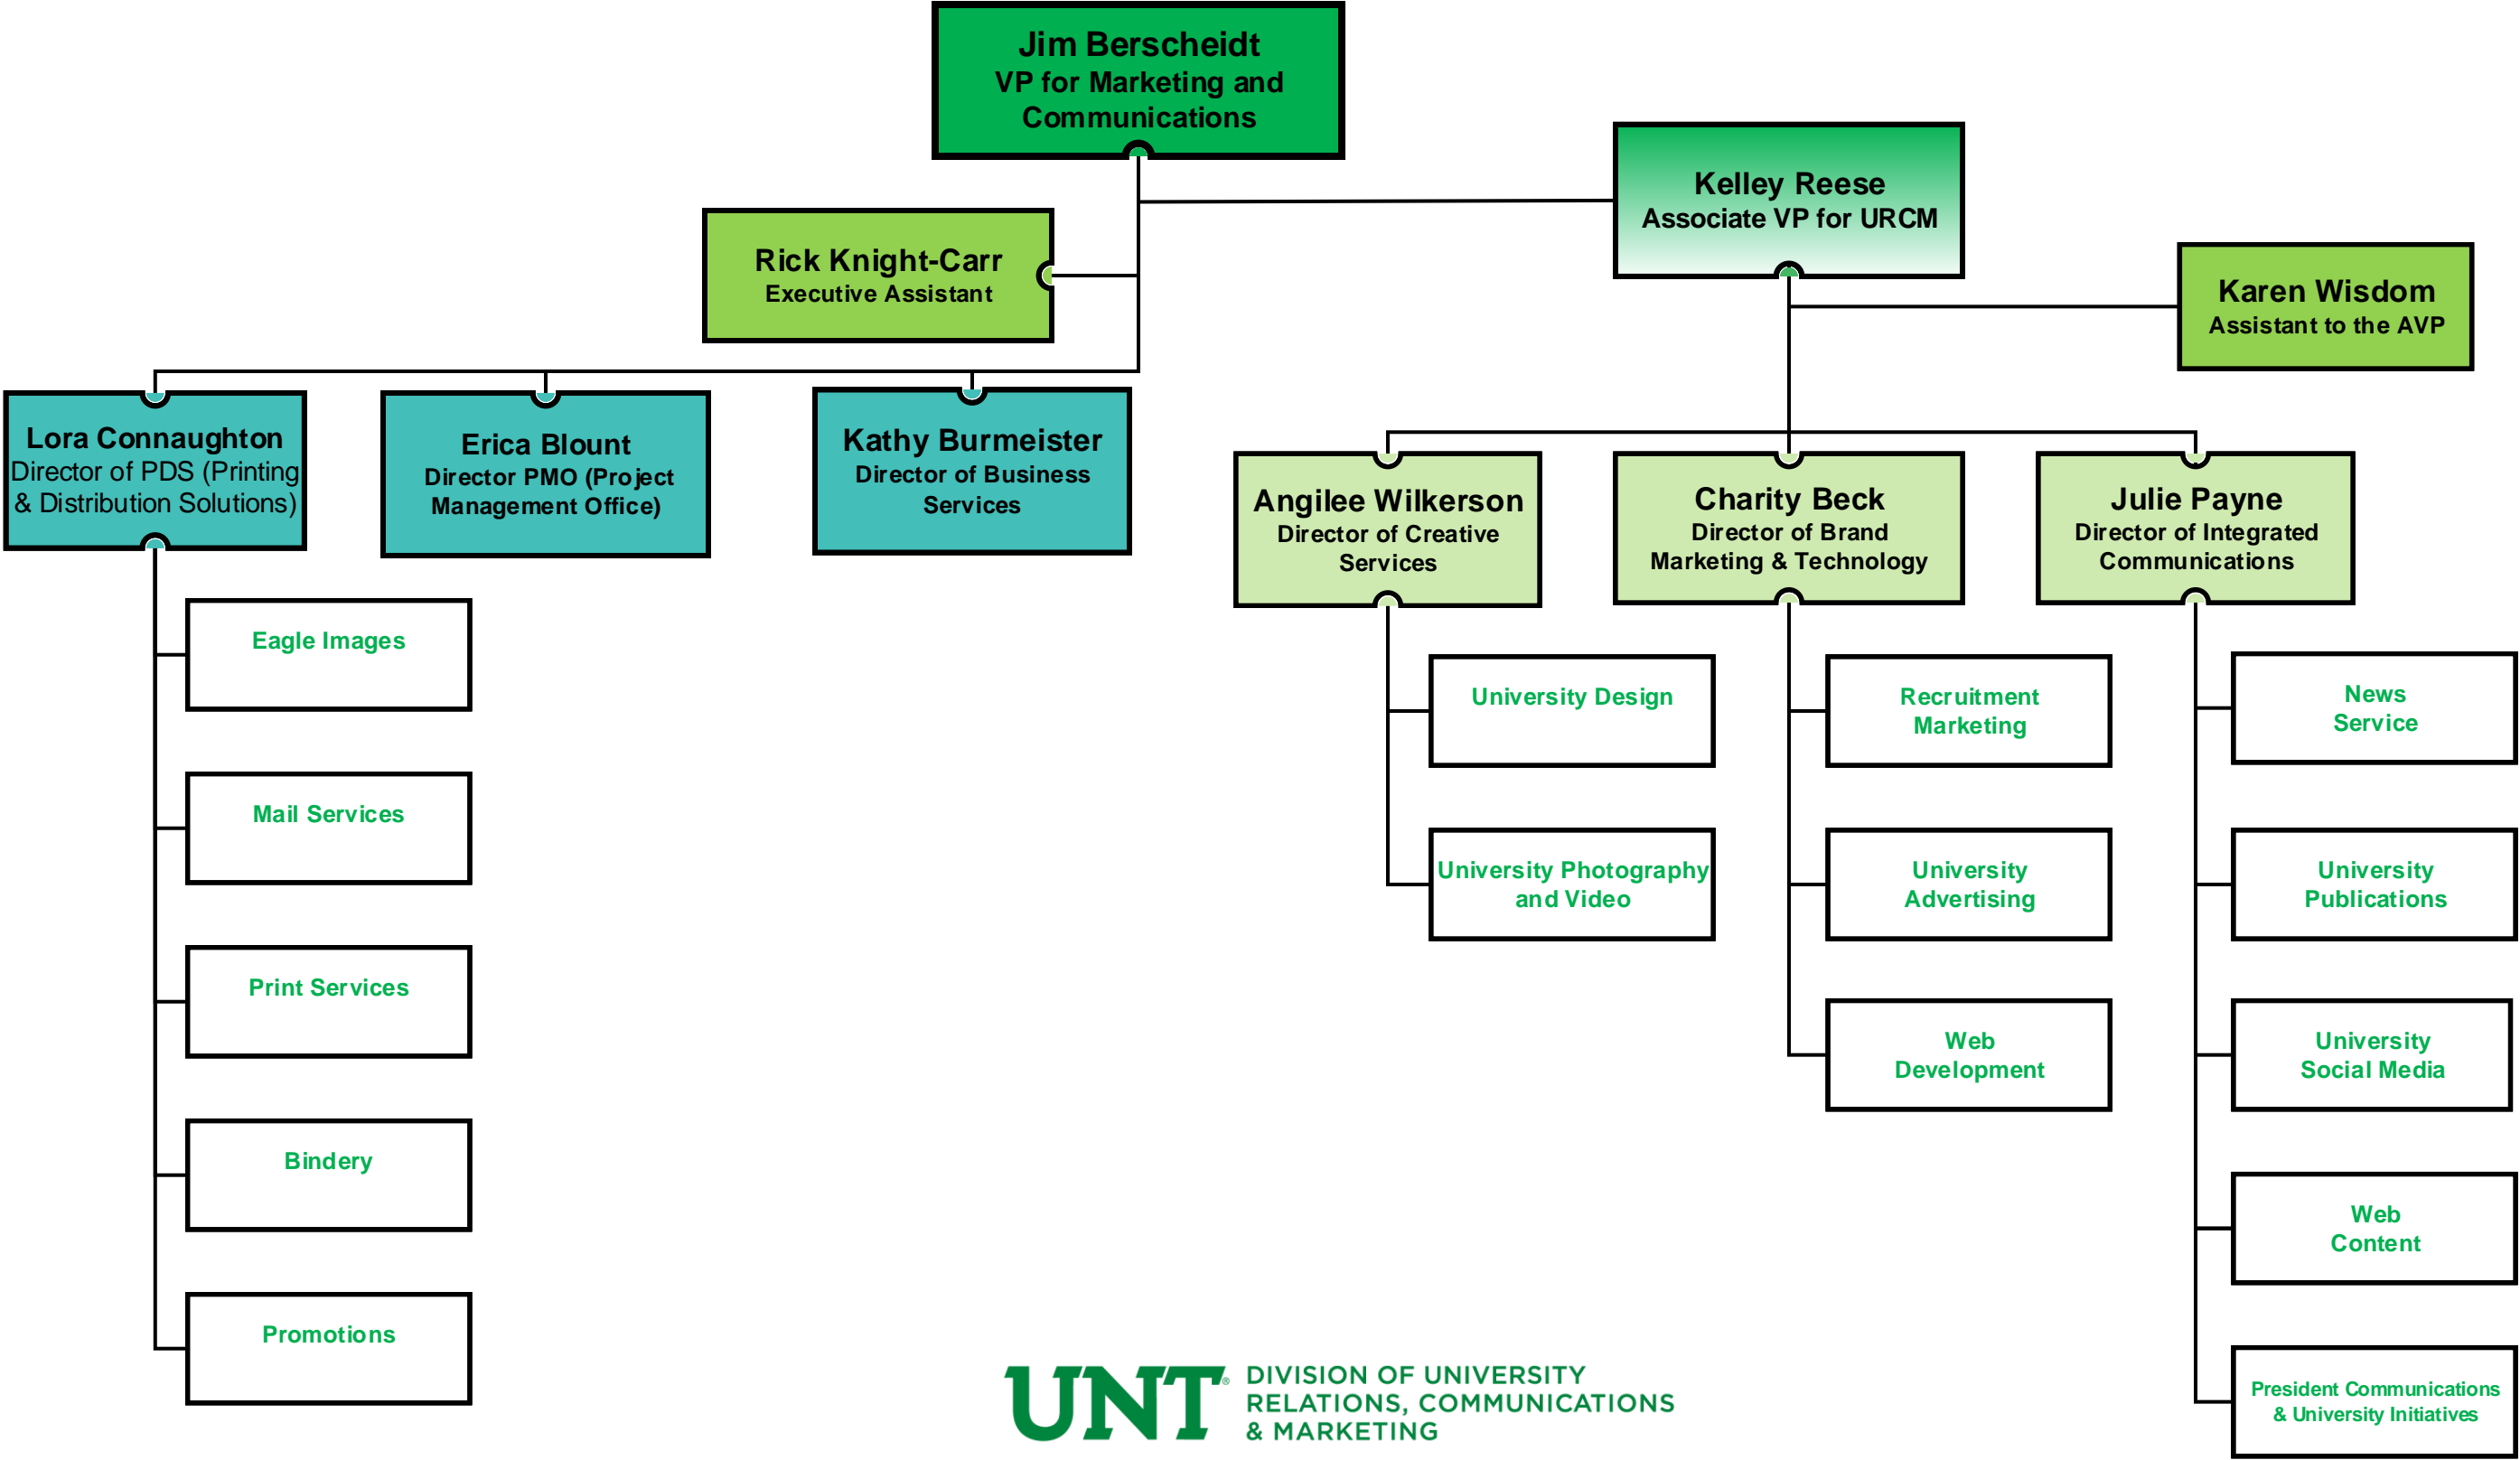 Jim Berscheidt
VP for Marketing and
Communications
Kelley Reese
Associate VP for URCM
Rick Knight-Carr
Executive Assistant
Karen Wisdom
Assistant to the AVP
Lora Connaughton
Director of PDS (Printing
& Distribution Solutions)
Erica Blount
Director PMO (Project
Management Office)
Kathy Burmeister
Director of Business
Services
Angilee Wilkerson
Director of Creative
Services
Charity Beck
Director of Brand
Marketing & Technology
Julie Payne
Director of Integrated
Communications
Eagle Images
Mail Services
Print Services
Bindery
Promotions
University Design
University Photography
and Video
Recruitment
Marketing
University
Advertising
Web
Development
News
Service
University
Publications
University
Social Media
Web
Content
President Communications
& University Initiatives
UNT®
DIVISION OF UNIVERSITY
RELATIONS, COMMUNICATIONS
& MARKETING